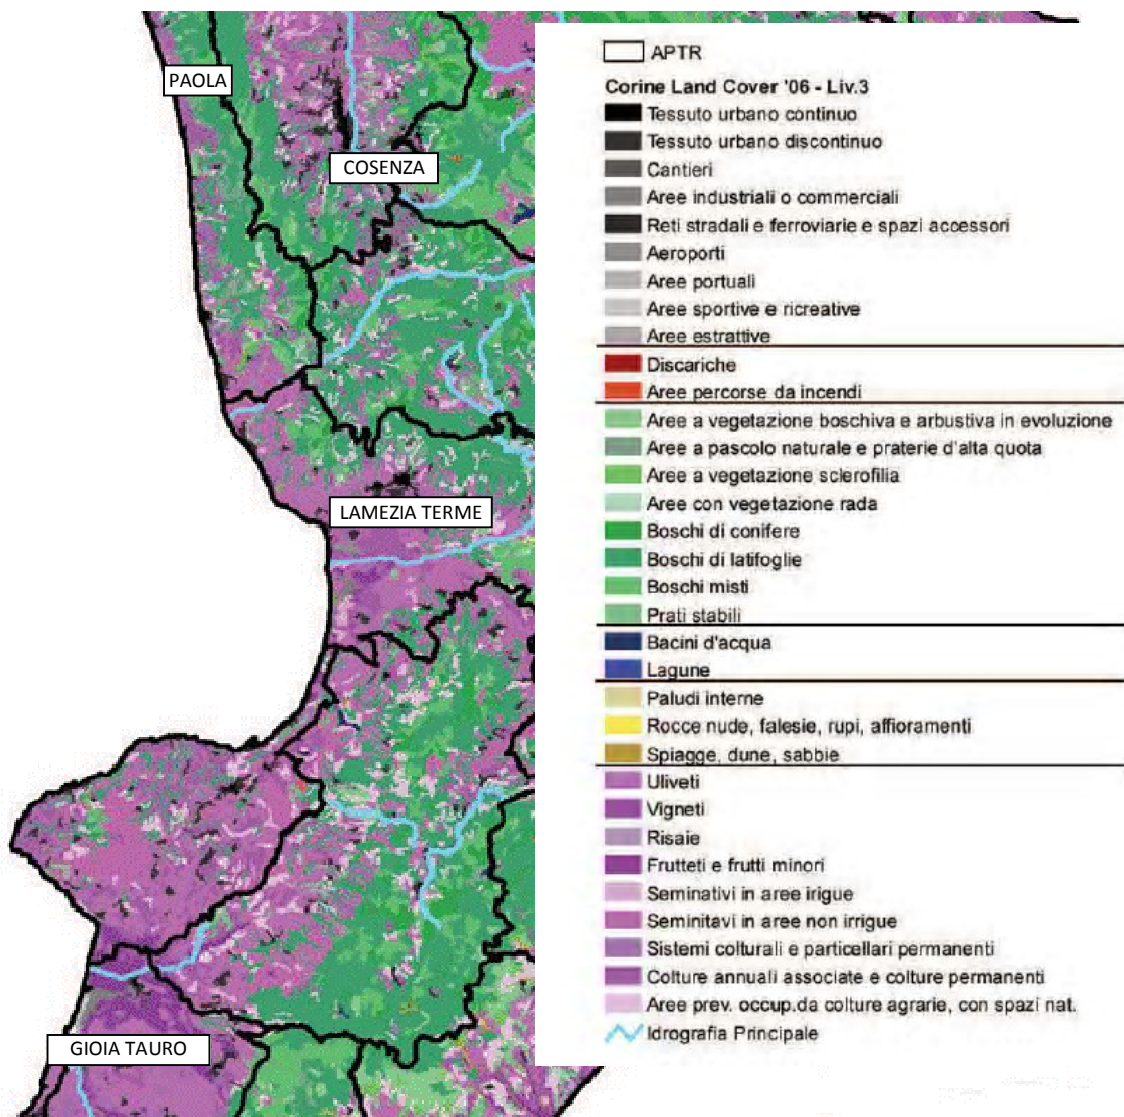 PAOLA
COSENZA
LAMEZIA TERME
GIOIA TAURO
APTR
Corine Land Cover '06 - Liv.3
Tessuto urbano continuo
Tessuto urbano discontinuo
Cantieri
Aree industriali o commerciali
Reti stradali e ferroviarie e spazi accessori
Aeroporti
Aree portuali
Aree sportive e ricreative
Aree estrattive
Discariche
Aree percorse da incendi
Aree a vegetazione boschiva e arbustiva in evoluzione
Aree a pascolo naturale e praterie d'alta quota
Aree a vegetazione sclerofilia
Aree con vegetazione rada
Boschi di conifere
Boschi di latifoglie
Boschi misti
Prati stabili
Bacini d'acqua
Lagune
Paludi interne
Rocce nude, falesie, rupi, affioramenti
Spiagge, dune, sabbie
Uliveti
Vigneti
Risaie
Frutteti e frutti minori
Seminativi in aree irigue
Seminitavi in aree non irrigue
Sistemi colturali e particellari permanenti
Colture annuali associate e colture permanenti
Aree prev. occup.da colture agrarie, con spazi nat.
Idrografia Principale